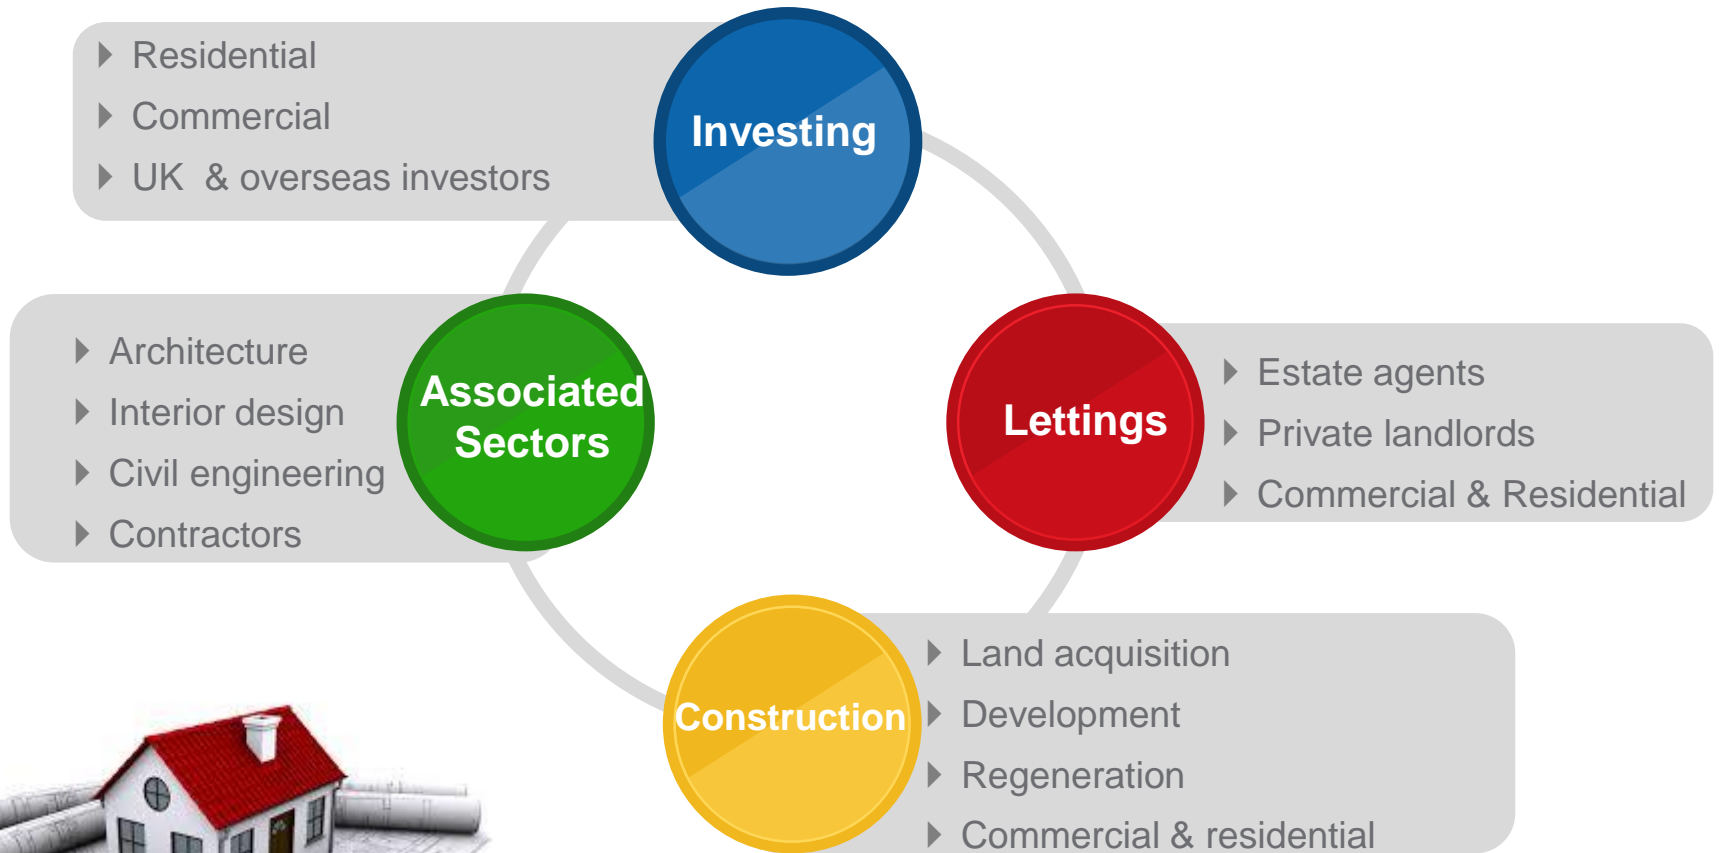 Residential
Commercial
UK & overseas investors
Investing
Architecture
Interior design
Civil engineering
Contractors
Associated
Sectors
Lettings
Estate agents
Private landlords
Commercial & Residential
Construction
Land acquisition
Development
Regeneration
Commercial & residential